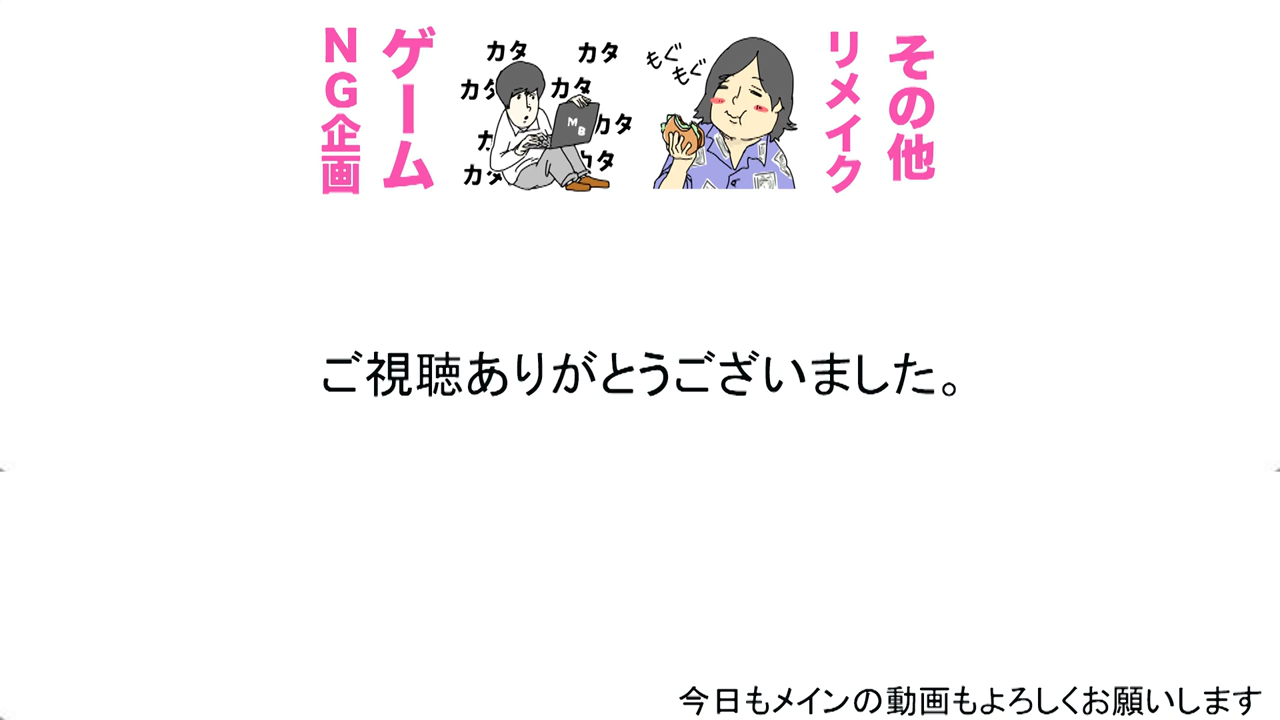 その他
リメイク
もぐ
もぐ
カタ
カタ
カタ
カタ
カタ
カタ
カタ
MB
ゲーム
NG企画
ご視聴ありがとうございました。
今日もメインの動画もよろしくお願いします